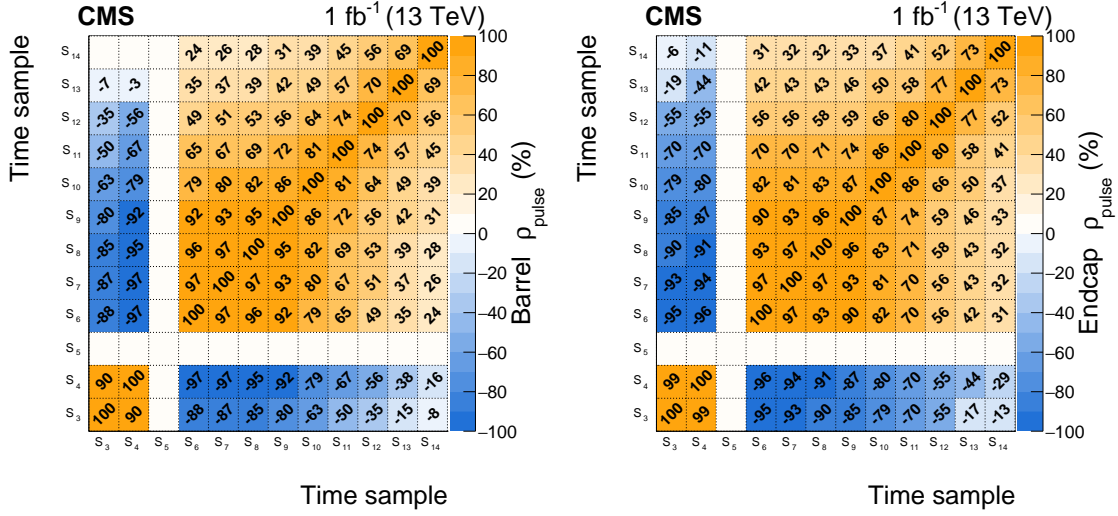 CMS 1 fb-1 (13 TeV)
S14 24 26 28 31 39 45 56 69 100
S13 -7 -3 35 37 39 42 49 57 70 100 69
S12 -35 -56 49 51 53 56 64 74 100 70 56
S11 -50 -67 65 67 69 72 81 100 74 57 45
S10 -63 -79 79 80 82 86 100 81 64 49 39
S9 -80 -92 92 93 95 100 86 72 56 42 31
S8 -85 -95 96 97 100 95 82 69 53 39 28
S7 -87 -97 97 100 97 93 80 67 51 37 26
S6 -88 -97 100 97 96 92 79 65 49 35 24
S5
S4 90 100 -97 -97 -95 -92 -79 -67 -56 -38 -16
S3 100 90 -88 -87 -85 -80 -63 -50 -35 -15 -8
S3 S4 S5 S6 S7 S8 S9 S10 S11 S12 S13 S14
Time sample
Time sample
100
80
60
40
20
0
−20
−40
−60
−80
−100
Barrel ρpulse (%)
CMS 1 fb-1 (13 TeV)
S14 -6 -11 31 32 32 33 37 41 52 73 100
S13 -19 -44 42 43 43 46 50 58 77 100 73
S12 -55 -55 56 56 58 59 66 80 100 77 52
S11 -70 -70 70 70 71 74 86 100 80 58 41
S10 -79 -80 82 81 83 87 100 86 66 50 37
S9 -85 -87 90 93 96 100 87 74 59 46 33
S8 -90 -91 93 97 100 96 83 71 58 43 32
S7 -93 -94 97 100 97 93 81 70 56 43 32
S6 -95 -96 100 97 93 90 82 70 56 42 31
S5
S4 99 100 -96 -94 -91 -87 -80 -70 -55 -44 -29
S3 100 99 -95 -93 -90 -85 -79 -70 -55 -17 -13
S3 S4 S5 S6 S7 S8 S9 S10 S11 S12 S13 S14
Time sample
Time sample
100
80
60
40
20
0
−20
−40
−60
−80
−100
Endcap ρpulse (%)